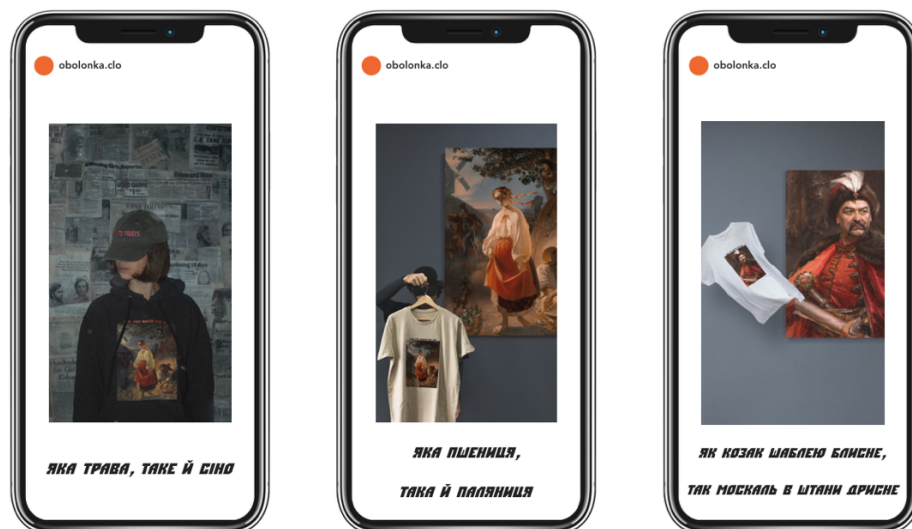 obolonka.clo
ЯКА ТРАВА, ТАКЕ Й СІНО
obolonka.clo
ЯКА ПШЕНИЦЯ,
ТАКА Й ПАЛЯНИЦЯ
obolonka.clo
ЯК КОЗАК ШАБЛЕЮ БЛИСНЕ,
ТАК МОСКАЛЬ В ШТАНИ ДРИСНЕ